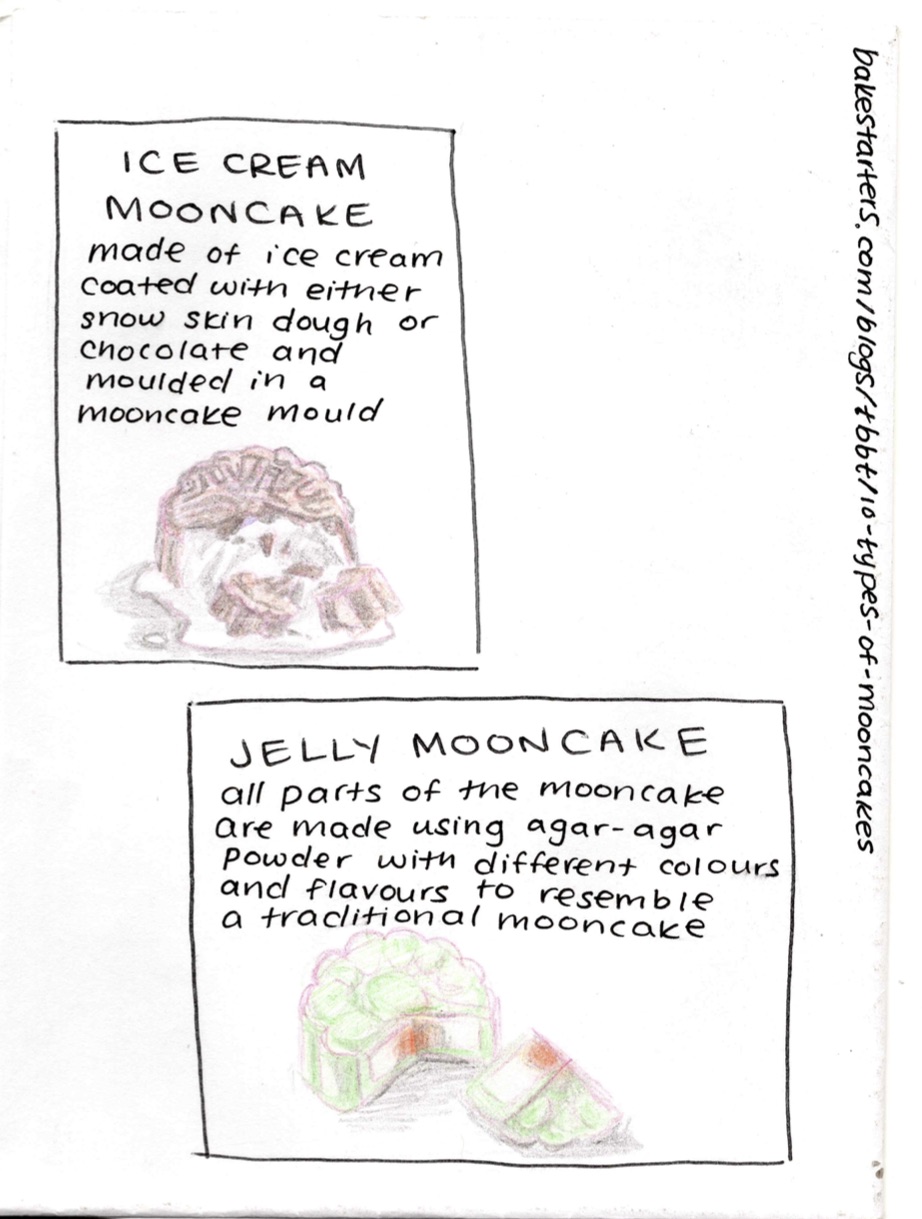 ICE CREAM
MOONCAKE
made of ice cream
coated with either
snow skin dough or
chocolate and
moulded in a
mooncake mould
JELLY MOONCAKE
all parts of the mooncake
are made using agar-agar
powder with different colours
and flavours to resemble
a traditional mooncake
bakestarters.com/blogs/tbbt/10-types-of-mooncakes